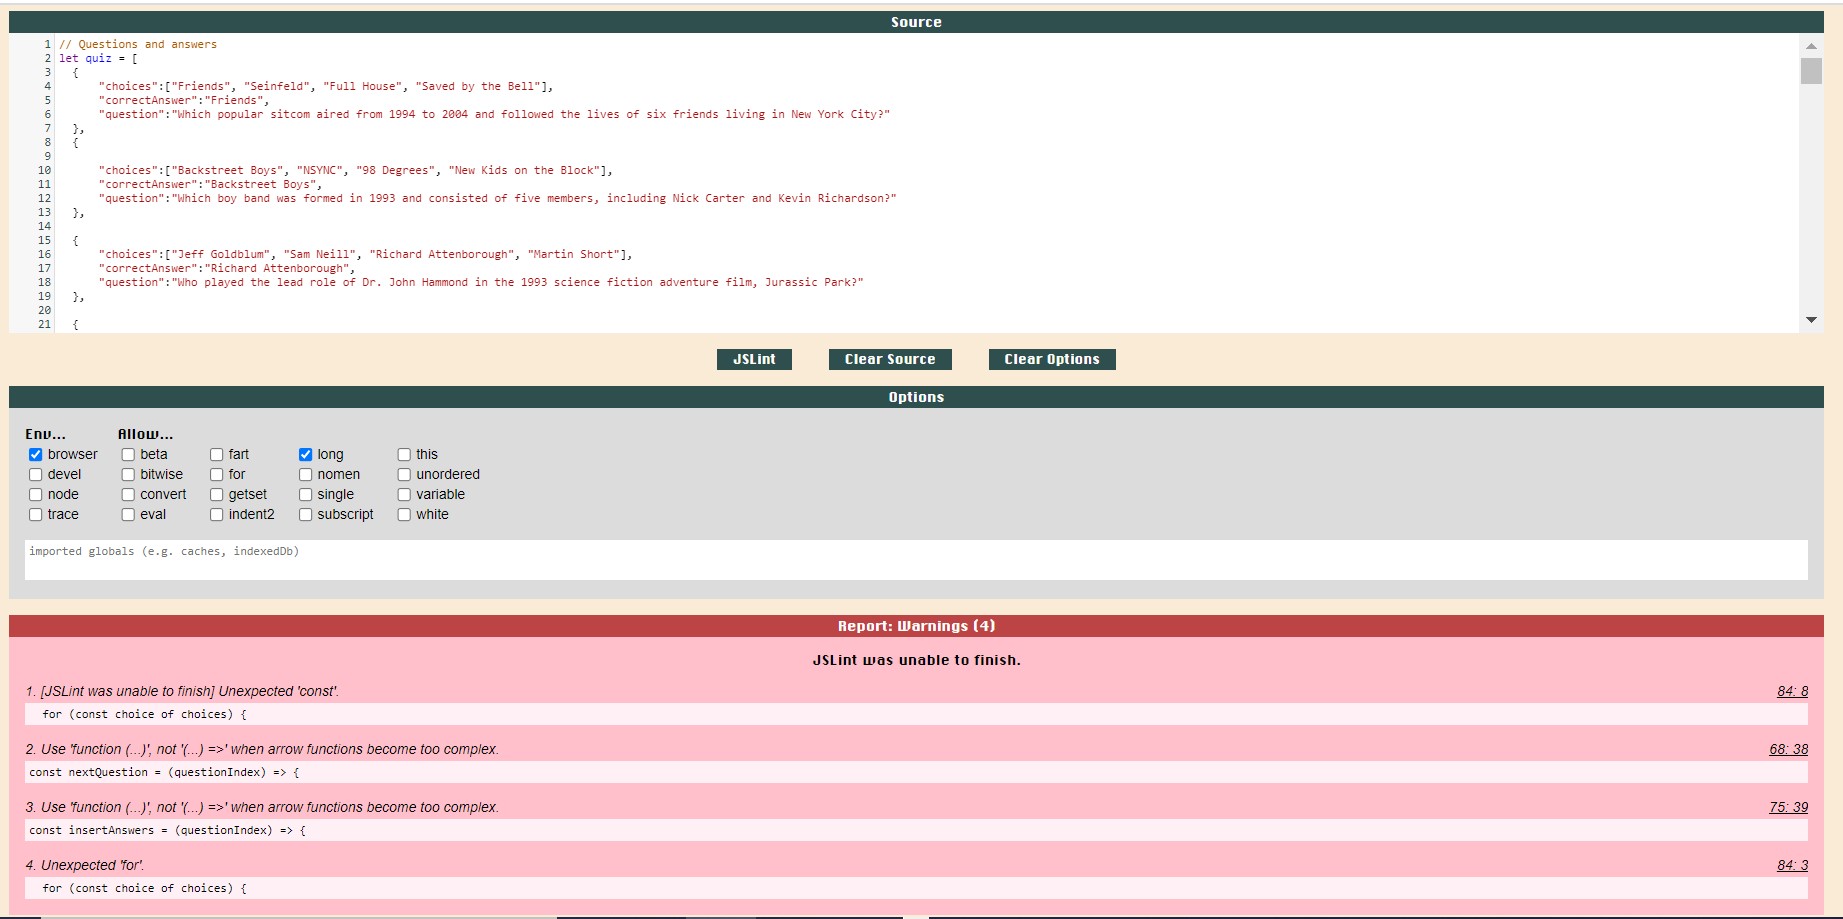 Source
1 // Questions and answers
2 let quiz = [
3 {
4 "choices":["Friends", "Seinfeld", "Full House", "Saved by the Bell"],
5 "correctAnswer":"Friends",
6 "question":"Which popular sitcom aired from 1994 to 2004 and followed the lives of six friends living in New York City?"
7 },
8 {
9
10 "choices":["Backstreet Boys", "NSYNC", "98 Degrees", "New Kids on the Block"],
11 "correctAnswer":"Backstreet Boys",
12 "question":"Which boy band was formed in 1993 and consisted of five members, including Nick Carter and Kevin Richardson?"
13 },
14
15 {
16 "choices":["Jeff Goldblum", "Sam Neill", "Richard Attenborough", "Martin Short"],
17 "correctAnswer":"Richard Attenborough",
18 "question":"Who played the lead role of Dr. John Hammond in the 1993 science fiction adventure film, Jurassic Park?"
19 },
20
21 {
JSLint Clear Source Clear Options
Options
Env... Allow...
browser beta fart long this
devel bitwise for nomen unordered
node convert getset single variable
trace eval indent2 subscript white
imported globals (e.g. caches, indexedDb)
Report: Warnings (4)
JSLint was unable to finish.
1. [JSLint was unable to finish] Unexpected 'const'. 84: 8
for (const choice of choices) {
2. Use 'function (...)', not '(...) =>' when arrow functions become too complex. 68: 38
const nextQuestion = (questionIndex) => {
3. Use 'function (...)', not '(...) =>' when arrow functions become too complex. 75: 39
const insertAnswers = (questionIndex) => {
4. Unexpected 'for'. 84: 3
for (const choice of choices) {